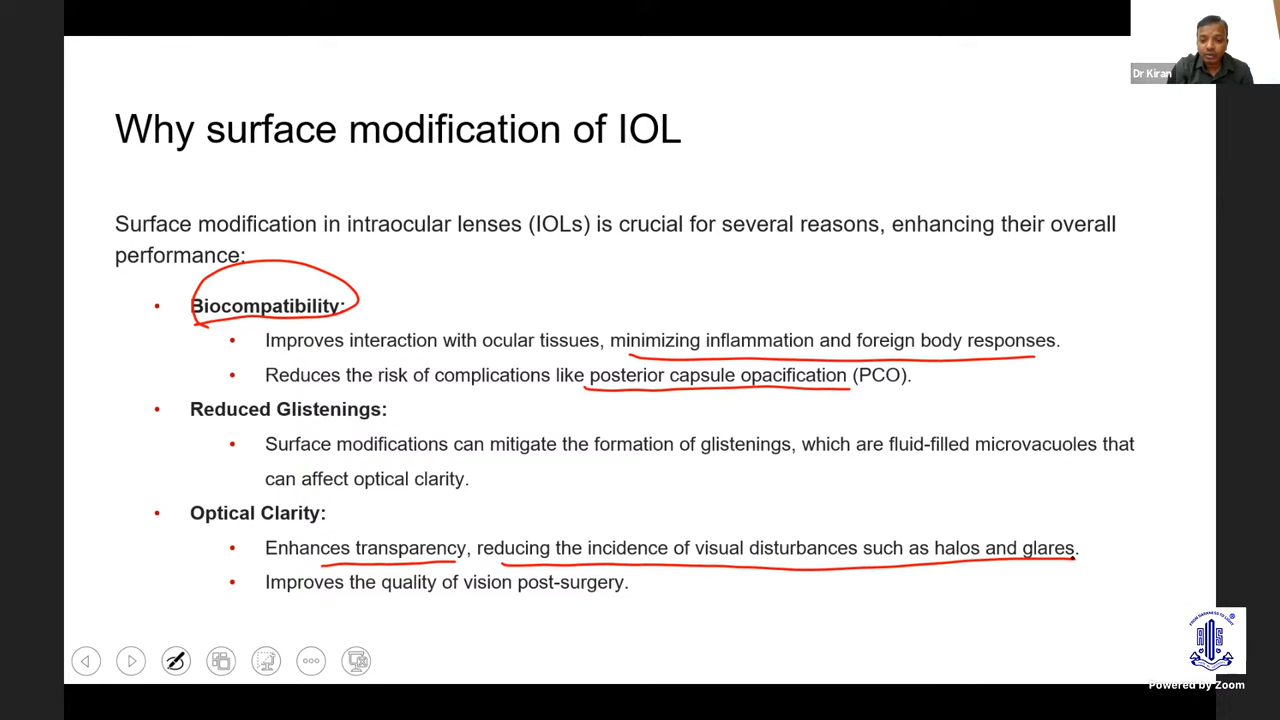 Dr Kiran
Why surface modification of IOL
Surface modification in intraocular lenses (IOLs) is crucial for several reasons, enhancing their overall
performance:
• Biocompatibility:
• Improves interaction with ocular tissues, minimizing inflammation and foreign body responses.
• Reduces the risk of complications like posterior capsule opacification (PCO).
• Reduced Glistenings:
• Surface modifications can mitigate the formation of glistenings, which are fluid-filled microvacuoles that
can affect optical clarity.
• Optical Clarity:
• Enhances transparency, reducing the incidence of visual disturbances such as halos and glares.
• Improves the quality of vision post-surgery.
Powered by Zoom